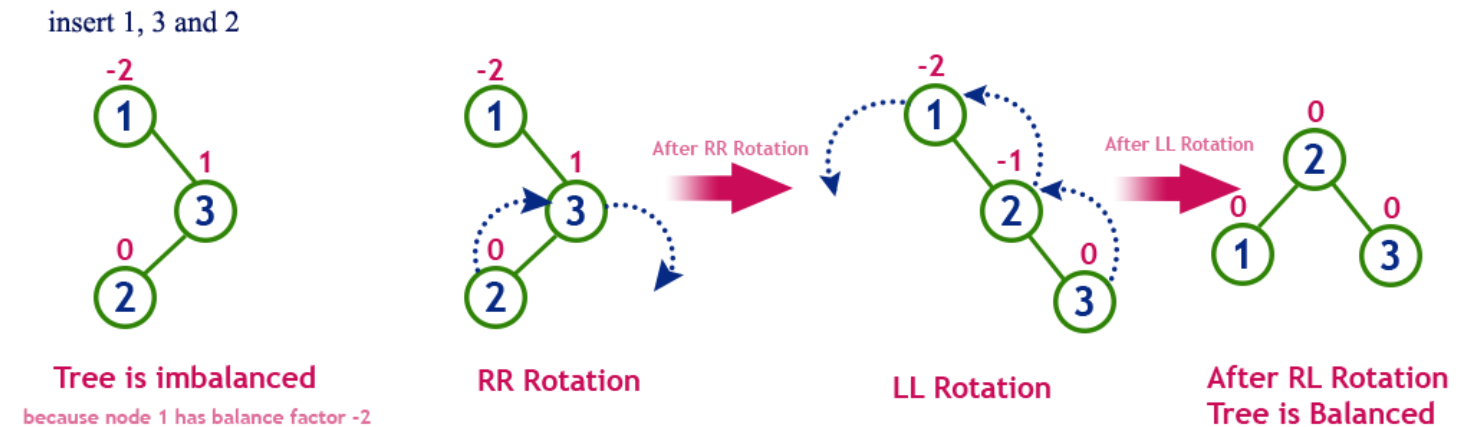 insert 1, 3 and 2
-2
1
1
3
0
2
Tree is imbalanced
because node 1 has balance factor -2
-2
1
1
3
0
2
RR Rotation
After RR Rotation
-2
1
-1
2
0
3
LL Rotation
After LL Rotation
0
2
0
1
0
3
After RL Rotation
Tree is Balanced